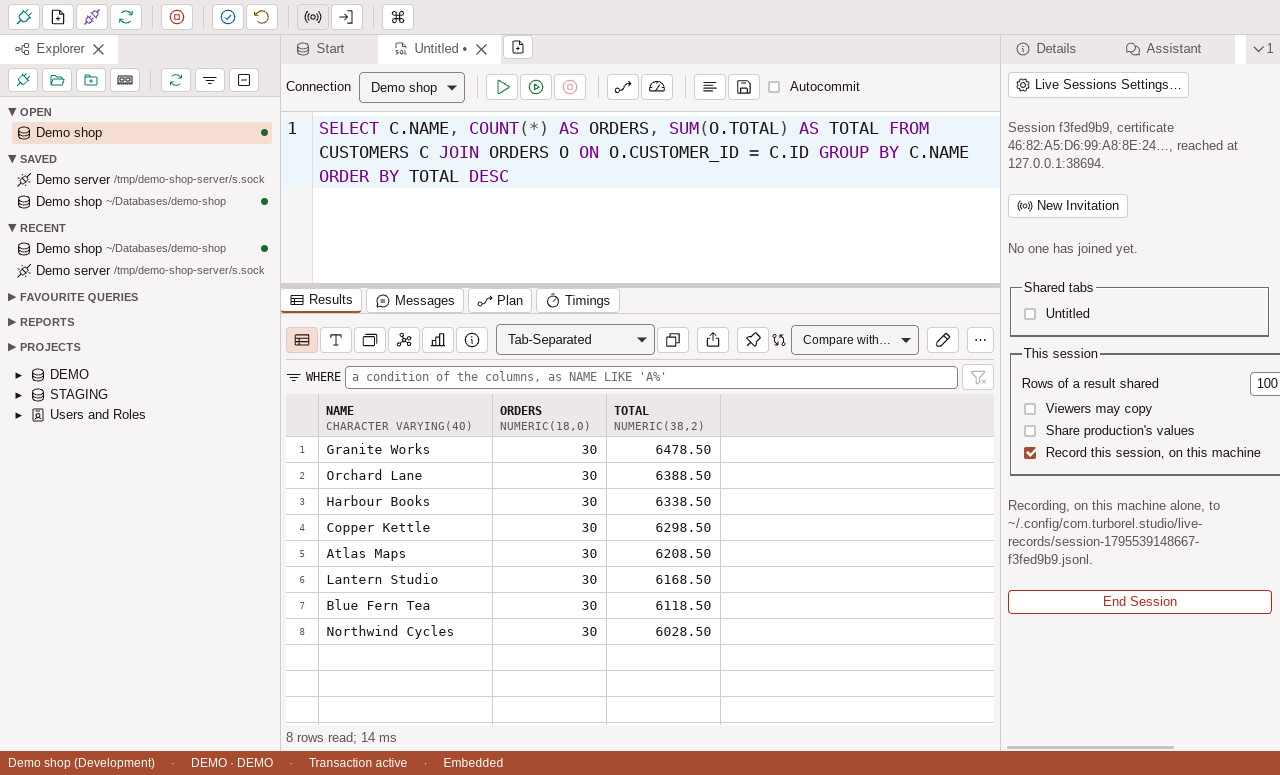 Explorer
Start
Untitled •
Details
Assistant
1
Connection
Demo shop
Autocommit
OPEN
Demo shop
SAVED
Demo server /tmp/demo-shop-server/s.sock
Demo shop ~/Databases/demo-shop
RECENT
Demo shop ~/Databases/demo-shop
Demo server /tmp/demo-shop-server/s.sock
FAVOURITE QUERIES
REPORTS
PROJECTS
DEMO
STAGING
Users and Roles
1
SELECT C.NAME, COUNT(*) AS ORDERS, SUM(O.TOTAL) AS TOTAL FROM
CUSTOMERS C JOIN ORDERS O ON O.CUSTOMER_ID = C.ID GROUP BY C.NAME
ORDER BY TOTAL DESC
Results
Messages
Plan
Timings
Tab-Separated
Compare with…
WHERE
a condition of the columns, as NAME LIKE 'A%'
NAME ORDERS TOTAL
CHARACTER VARYING(40) NUMERIC(18,0) NUMERIC(38,2)
1 Granite Works 30 6478.50
2 Orchard Lane 30 6388.50
3 Harbour Books 30 6338.50
4 Copper Kettle 30 6298.50
5 Atlas Maps 30 6208.50
6 Lantern Studio 30 6168.50
7 Blue Fern Tea 30 6118.50
8 Northwind Cycles 30 6028.50
8 rows read; 14 ms
Live Sessions Settings…
Session f3fed9b9, certificate
46:82:A5:D6:99:A8:8E:24…, reached at
127.0.0.1:38694.
New Invitation
No one has joined yet.
Shared tabs
Untitled
This session
Rows of a result shared
100
Viewers may copy
Share production's values
Record this session, on this machine
Recording, on this machine alone, to
~/.config/com.turborel.studio/live-
records/session-1795539148667-
f3fed9b9.jsonl.
End Session
Demo shop (Development) · DEMO · DEMO · Transaction active · Embedded